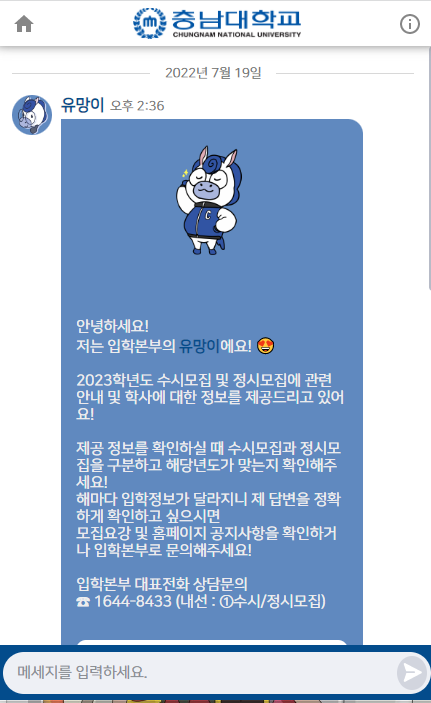 충남대학교
CHUNGNAM NATIONAL UNIVERSITY
2022년 7월 19일
유망이 오후 2:36
C
안녕하세요!
저는 입학본부의 유망이에요! 😍
2023학년도 수시모집 및 정시모집에 관련
안내 및 학사에 대한 정보를 제공드리고 있어
요!
제공 정보를 확인하실 때 수시모집과 정시모
집을 구분하고 해당년도가 맞는지 확인해주
세요!
해마다 입학정보가 달라지니 제 답변을 정확
하게 확인하고 싶으시면
모집요강 및 홈페이지 공지사항을 확인하거
나 입학본부로 문의해주세요!
입학본부 대표전화 상담문의
☎ 1644-8433 (내선 : ①수시/정시모집)
메세지를 입력하세요.